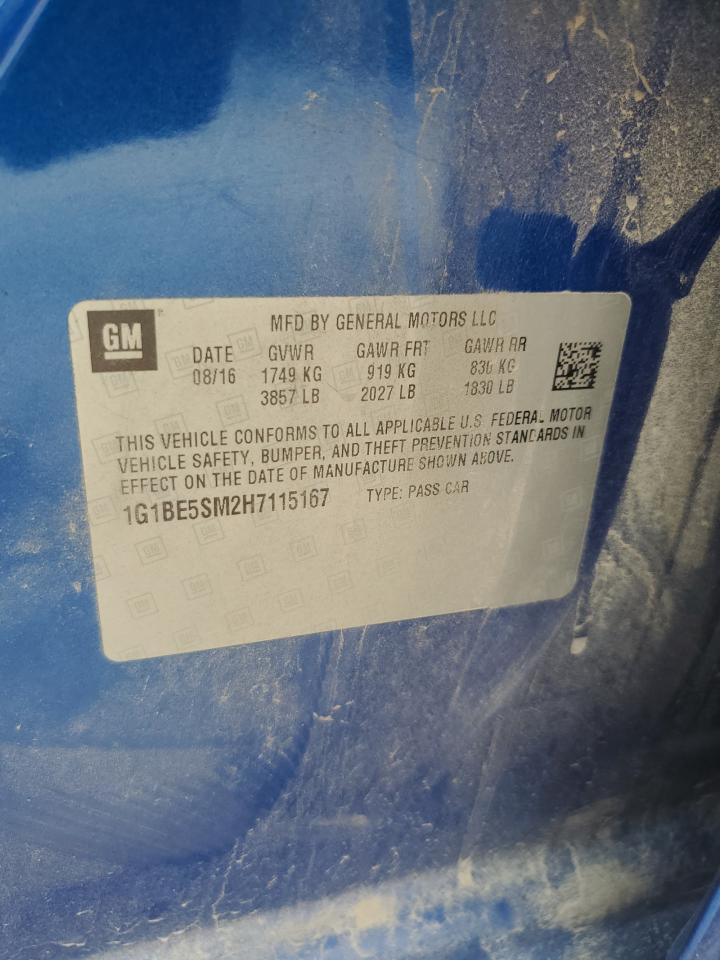 GM
MFD BY GENERAL MOTORS LLC
DATE GVWR GAWR FRT GAWR RR
08/16 1749 KG 919 KG 830 KG
3857 LB 2027 LB 1830 LB
THIS VEHICLE CONFORMS TO ALL APPLICABLE U.S. FEDERAL MOTOR
VEHICLE SAFETY, BUMPER, AND THEFT PREVENTION STANDARDS IN
EFFECT ON THE DATE OF MANUFACTURE SHOWN ABOVE.
1G1BE5SM2H7115167 TYPE: PASS CAR